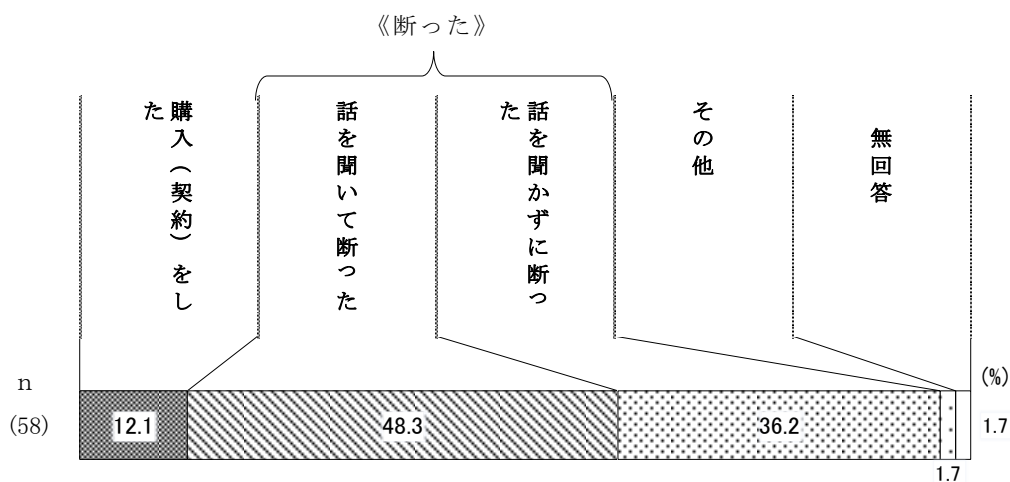 《断った》
購入（契約）をし
た
話を聞いて断った
話を聞かずに断っ
た
その他
無回答
(%)
n
(58)
12.1
48.3
36.2
1.7
1.7